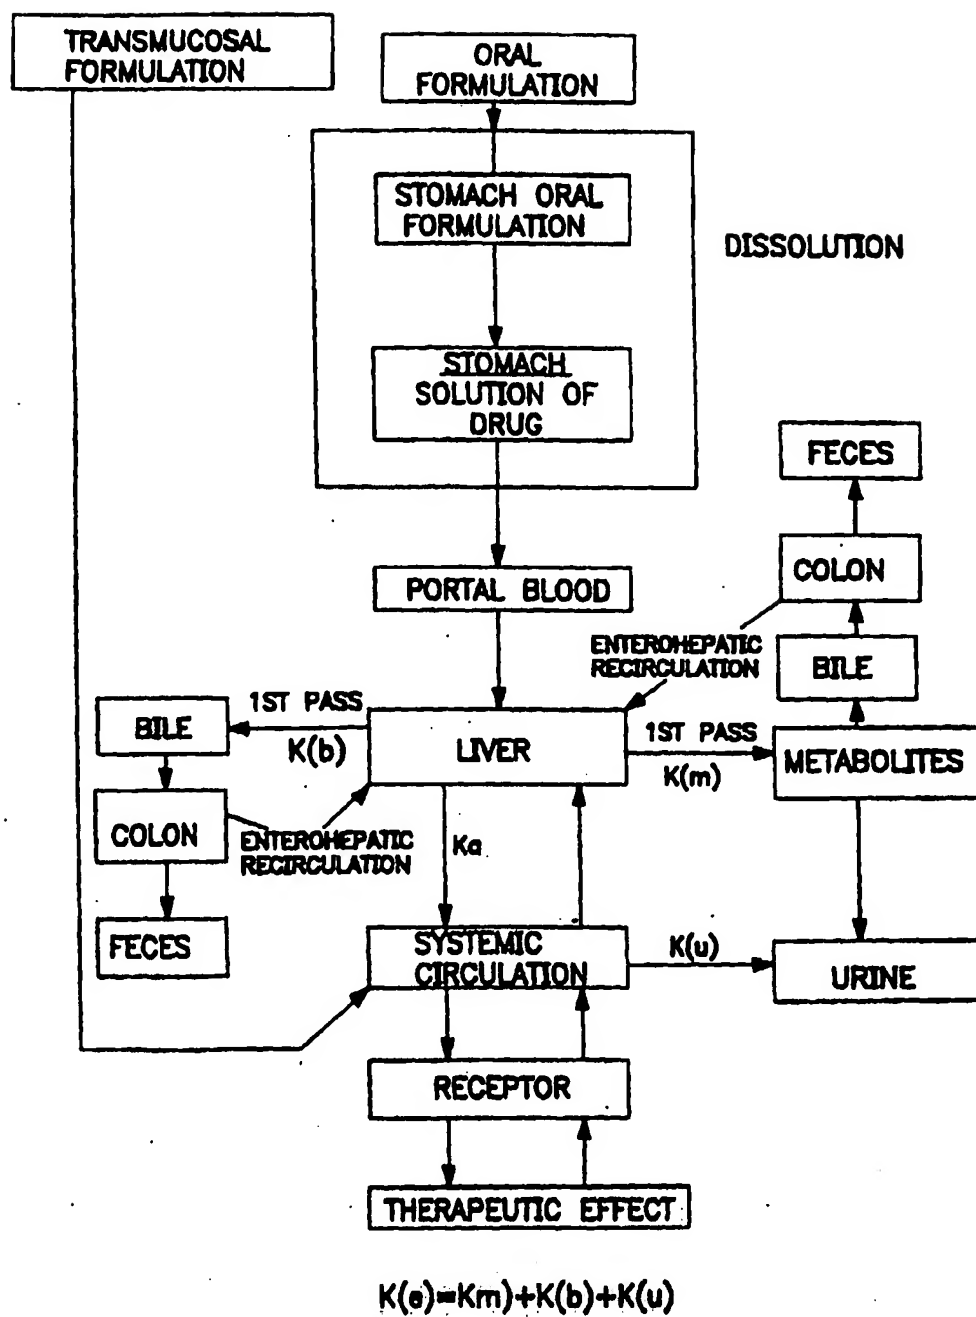 TRANSMUCOSAL
FORMULATION
ORAL
FORMULATION
STOMACH ORAL
FORMULATION
DISSOLUTION
STOMACH
SOLUTION OF
DRUG
FECES
COLON
PORTAL BLOOD
ENTEROHEPATIC
RECIRCULATION
BILE
1ST PASS
K(b)
BILE
LIVER
1ST PASS
K(m)
METABOLITES
COLON
ENTEROHEPATIC
RECIRCULATION
Ka
FECES
SYSTEMIC
CIRCULATION
K(u)
URINE
RECEPTOR
THERAPEUTIC EFFECT
K(e)=Km)+K(b)+K(u)